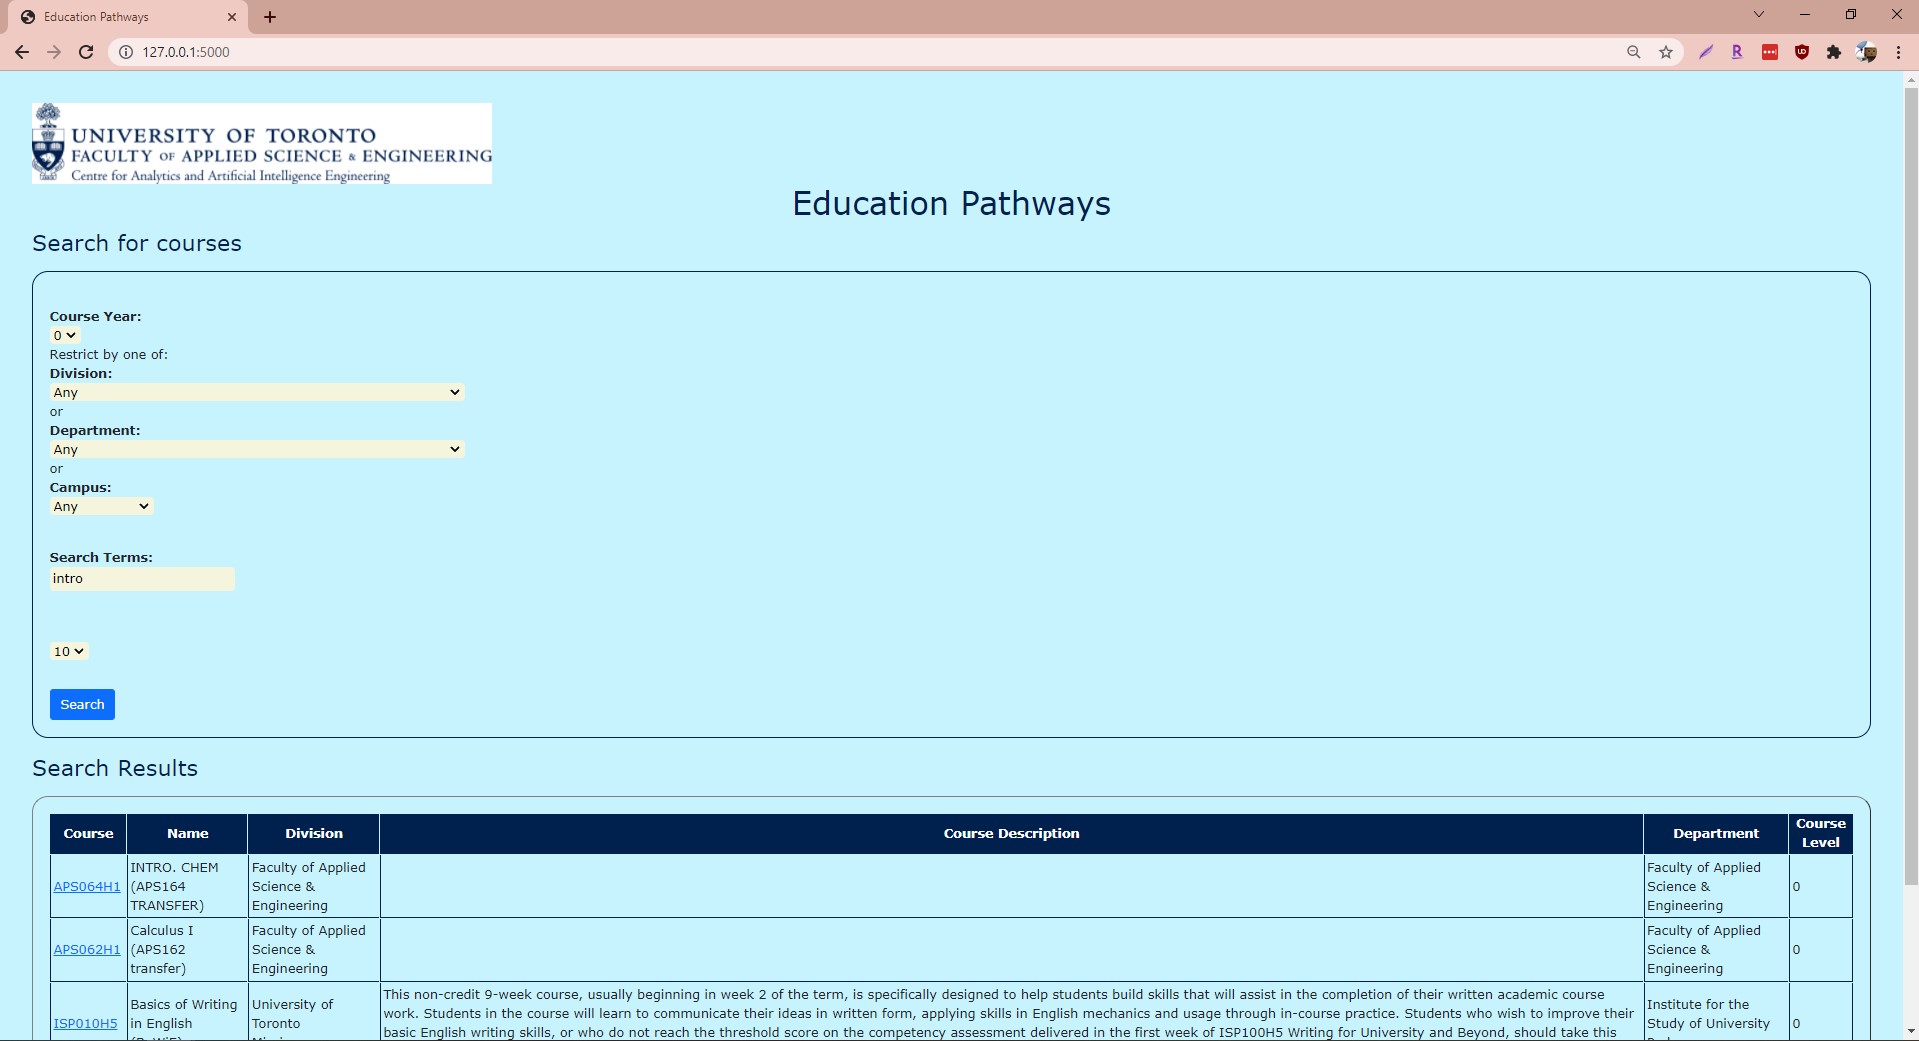 Education Pathways
127.0.0.1:5000
UNIVERSITY OF TORONTO
FACULTY OF APPLIED SCIENCE & ENGINEERING
Centre for Analytics and Artificial Intelligence Engineering
Education Pathways
Search for courses
Course Year:
0
Restrict by one of:
Division:
Any
or
Department:
Any
or
Campus:
Any
Search Terms:
intro
10
Search
Search Results
Course Name Division Course Description Department Course Level
APS064H1
INTRO. CHEM
(APS164
TRANSFER)
Faculty of Applied
Science &
Engineering
Faculty of Applied
Science &
Engineering
0
APS062H1
Calculus I
(APS162
transfer)
Faculty of Applied
Science &
Engineering
Faculty of Applied
Science &
Engineering
0
ISP010H5
Basics of Writing
in English
University of
Toronto
This non-credit 9-week course, usually beginning in week 2 of the term, is specifically designed to help students build skills that will assist in the completion of their written academic course
work. Students in the course will learn to communicate their ideas in written form, applying skills in English mechanics and usage through in-course practice. Students who wish to improve their
basic English writing skills, or who do not reach the threshold score on the competency assessment delivered in the first week of ISP100H5 Writing for University and Beyond, should take this
Institute for the
Study of University
0